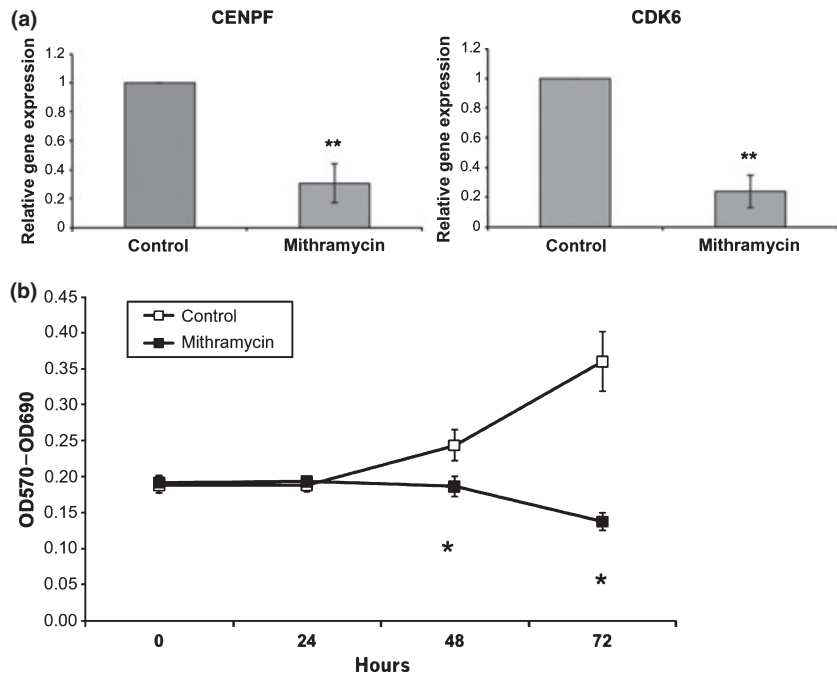 (a)
CENPF
Relative gene expression
1.2
1
0.8
0.6
0.4
0.2
0
**
Control Mithramycin
CDK6
Relative gene expression
1.2
1
0.8
0.6
0.4
0.2
0
**
Control Mithramycin
(b)
OD570–OD690
0.45
0.40
0.35
0.30
0.25
0.20
0.15
0.10
0.05
0.00
Control
Mithramycin
*
*
0 24 48 72
Hours